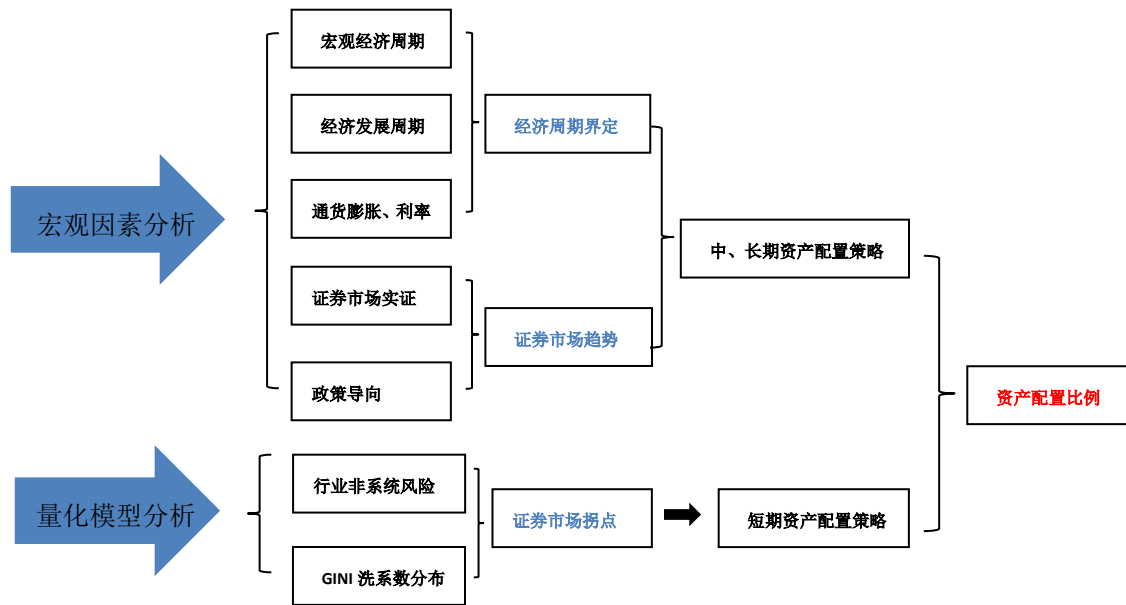 宏观经济周期
经济发展周期
经济周期界定
宏观因素分析
通货膨胀、利率
中、长期资产配置策略
证券市场实证
证券市场趋势
政策导向
资产配置比例
行业非系统风险
量化模型分析
证券市场拐点
短期资产配置策略
GINI 洗系数分布